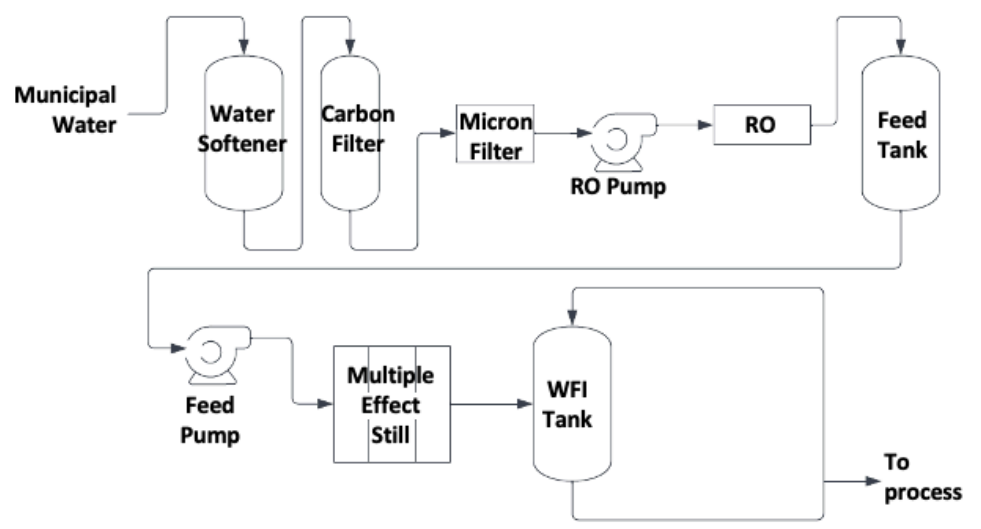 Municipal
Water
Water
Softener
Carbon
Filter
Micron
Filter
RO Pump
RO
Feed
Tank
Feed
Pump
Multiple
Effect
Still
WFI
Tank
To
process